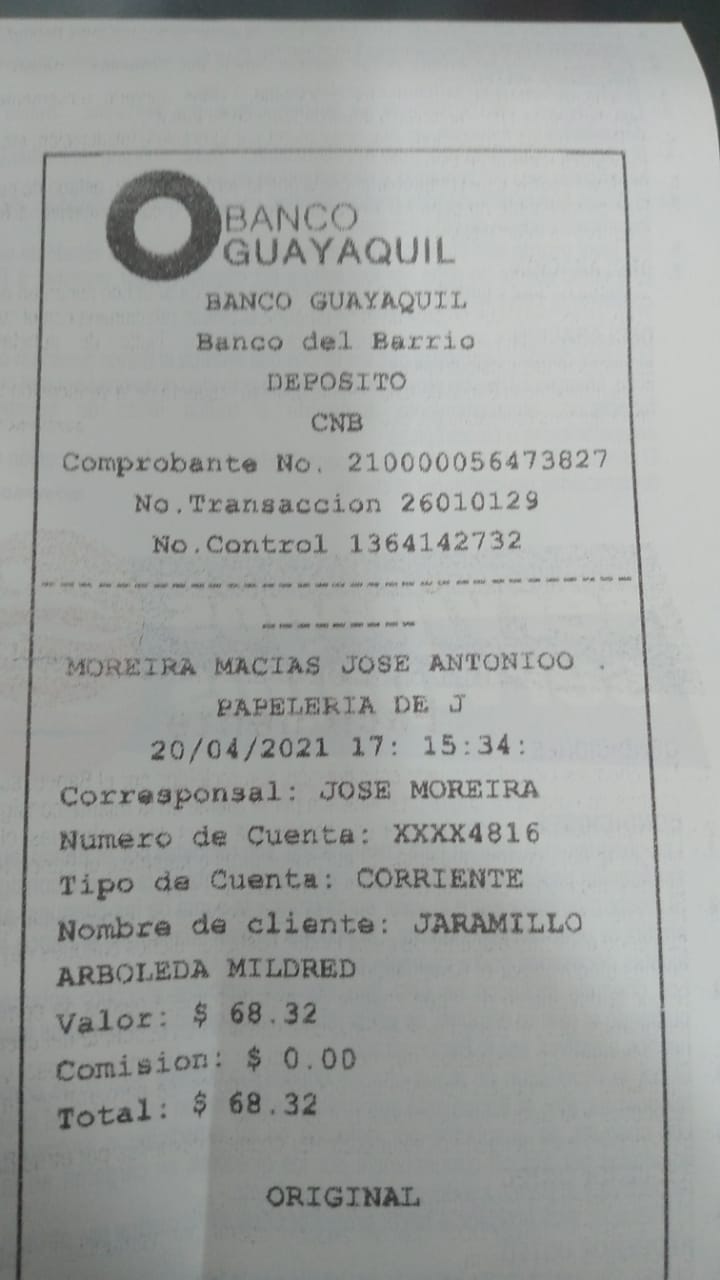 BANCO
GUAYAQUIL
BANCO GUAYAQUIL
Banco del Barrio
DEPOSITO
CNB
Comprobante No. 210000056473827
No.Transaccion 26010129
No.Control 1364142732
MOREIRA MACIAS JOSE ANTONIOO .
PAPELERIA DE J
20/04/2021 17: 15:34:
Corresponsal: JOSE MOREIRA
Numero de Cuenta: XXXX4816
Tipo de Cuenta: CORRIENTE
Nombre de cliente: JARAMILLO
ARBOLEDA MILDRED
Valor: $ 68.32
Comision: $ 0.00
Total: $ 68.32
ORIGINAL